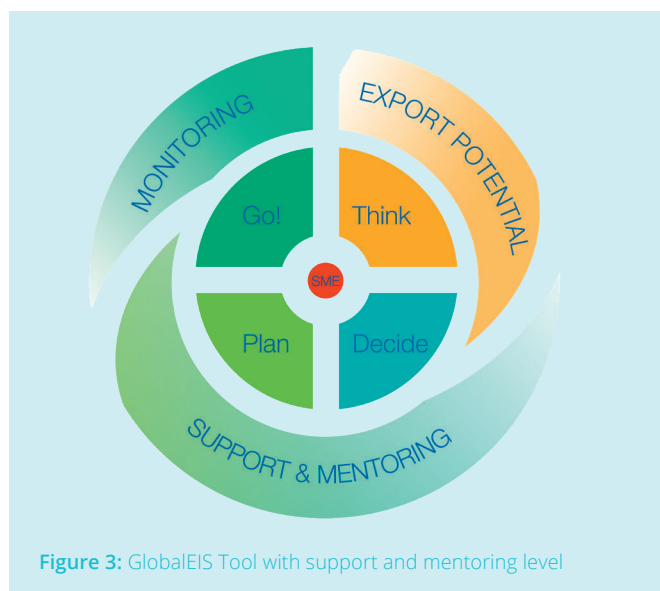 MONITORING
EXPORT POTENTIAL
Go!
Think
SME
Plan
Decide
SUPPORT & MENTORING
Figure 3: GlobalEIS Tool with support and mentoring level